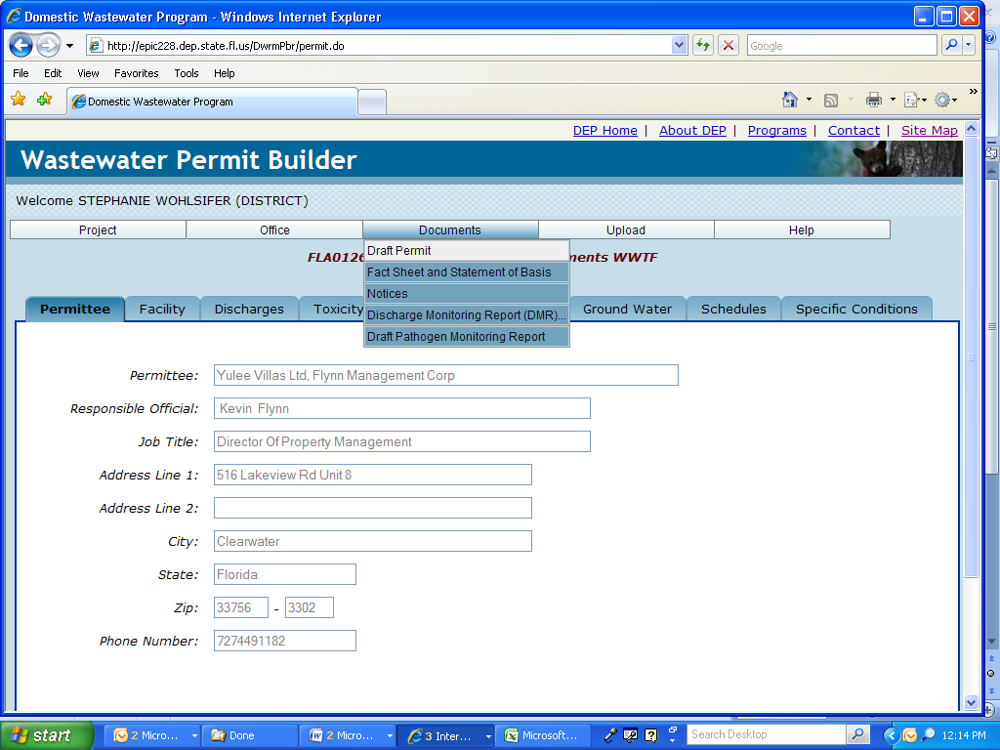 Domestic Wastewater Program - Windows Internet Explorer
http://epic228.dep.state.fl.us/DwrmPbr/permit.do
Google
File Edit View Favorites Tools Help
Domestic Wastewater Program
DEP Home | About DEP | Programs | Contact | Site Map
Wastewater Permit Builder
Welcome STEPHANIE WOHLSIFER (DISTRICT)
Project Office Documents Upload Help
Draft Permit
FLA0126 ments WWTF
Fact Sheet and Statement of Basis
Notices
Permittee Facility Discharges Toxicity Ground Water Schedules Specific Conditions
Discharge Monitoring Report (DMR)...
Draft Pathogen Monitoring Report
Permittee: Yulee Villas Ltd, Flynn Management Corp
Responsible Official: Kevin Flynn
Job Title: Director Of Property Management
Address Line 1: 516 Lakeview Rd Unit 8
Address Line 2:
City: Clearwater
State: Florida
Zip: 33756 - 3302
Phone Number: 7274491182
start 2 Micro... Done 2 Micro... 3 Inter... Microsoft... Search Desktop 12:14 PM